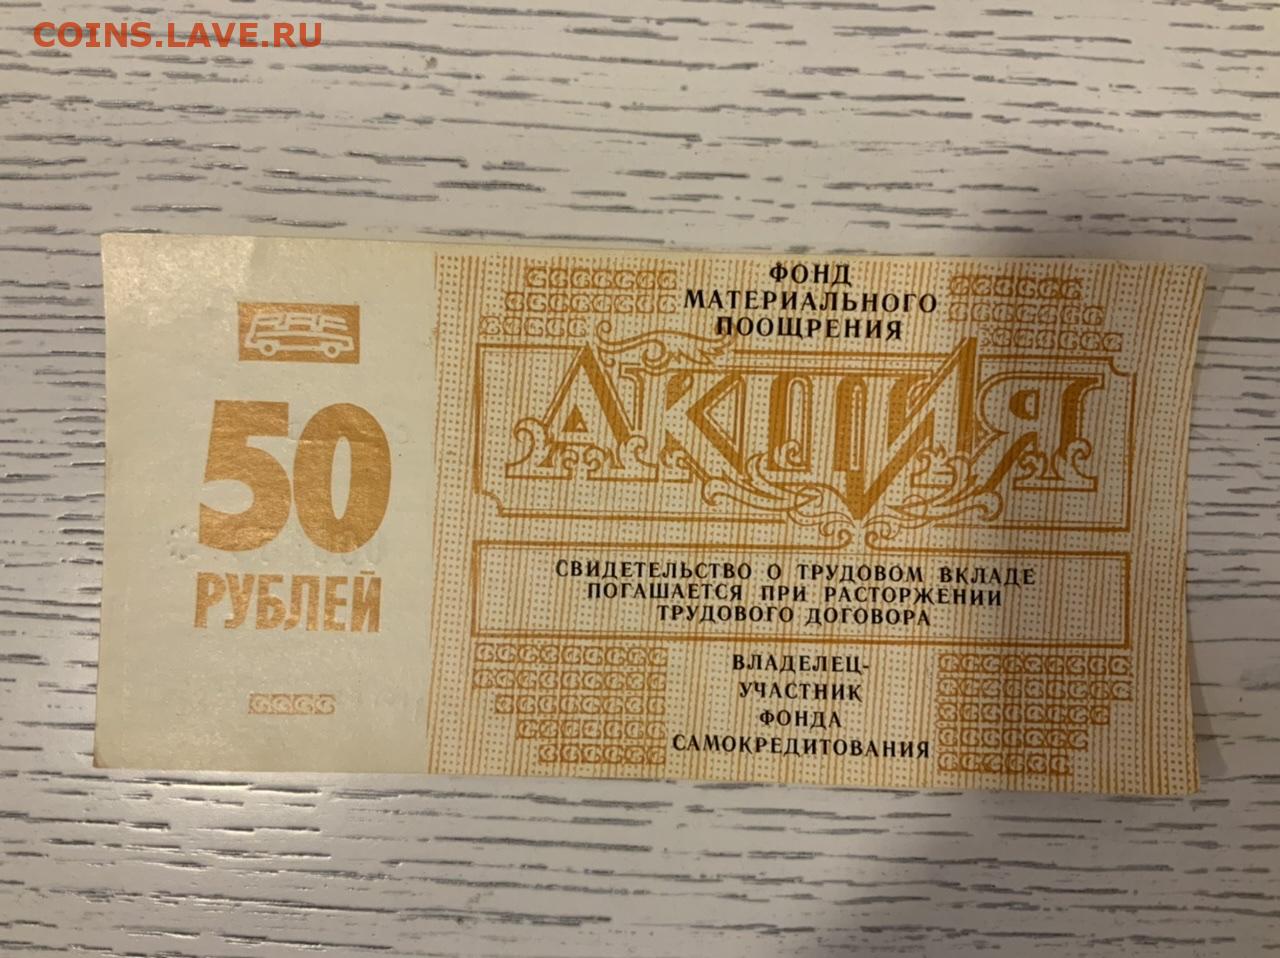 COINS.LAVE.RU
ФОНД
МАТЕРИАЛЬНОГО
ПООЩРЕНИЯ
АКЦИЯ
50
РУБЛЕЙ
СВИДЕТЕЛЬСТВО О ТРУДОВОМ ВКЛАДЕ
ПОГАШАЕТСЯ ПРИ РАСТОРЖЕНИИ
ТРУДОВОГО ДОГОВОРА
ВЛАДЕЛЕЦ-
УЧАСТНИК
ФОНДА
САМОКРЕДИТОВАНИЯ